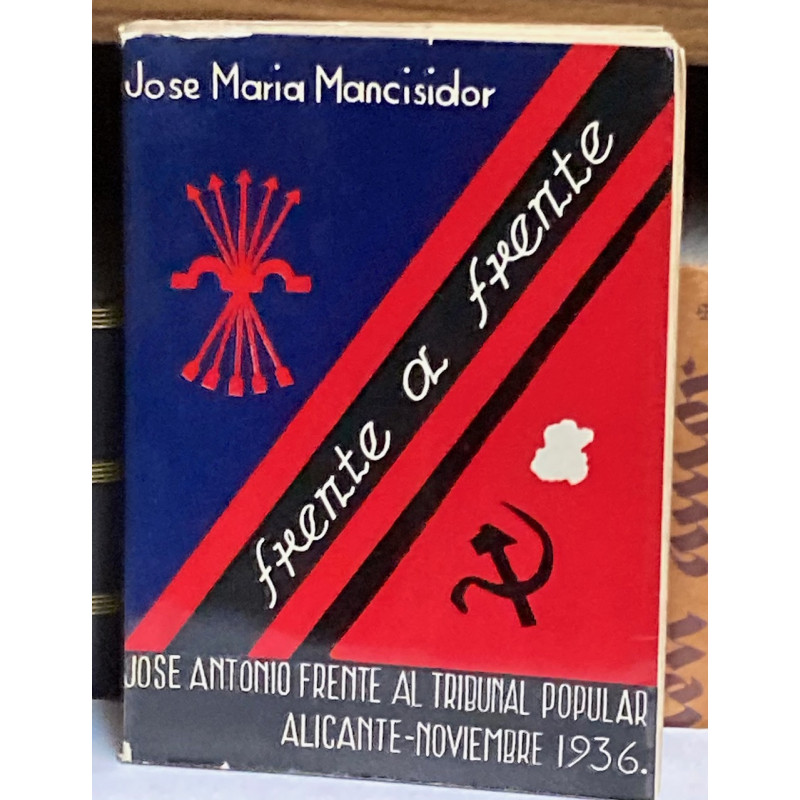 Jose Maria Mancisidor
frente a frente
JOSE ANTONIO FRENTE AL TRIBUNAL POPULAR
ALICANTE-NOVIEMBRE 1936.